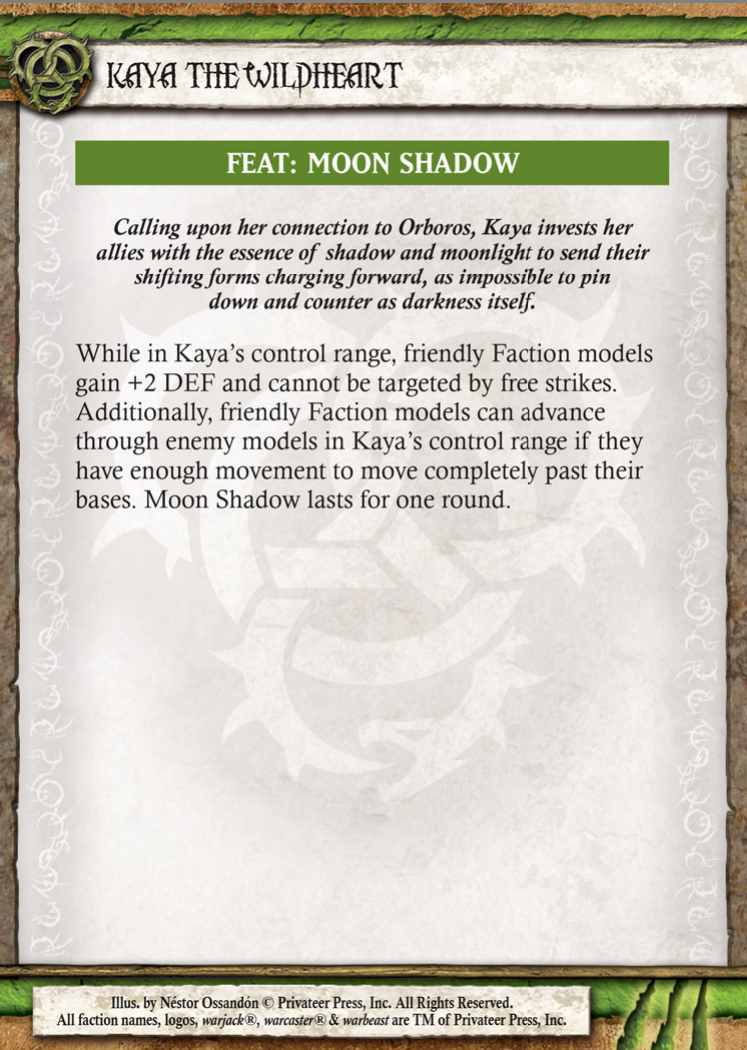 KAYA THE WILDHEART
FEAT: MOON SHADOW
Calling upon her connection to Orboros, Kaya invests her
allies with the essence of shadow and moonlight to send their
shifting forms charging forward, as impossible to pin
down and counter as darkness itself.
While in Kaya's control range, friendly Faction models
gain +2 DEF and cannot be targeted by free strikes.
Additionally, friendly Faction models can advance
through enemy models in Kaya's control range if they
have enough movement to move completely past their
bases. Moon Shadow lasts for one round.
Illus. by Néstor Ossandón © Privateer Press, Inc. All Rights Reserved.
All faction names, logos, warjack®, warcaster® & warbeast are TM of Privateer Press, Inc.